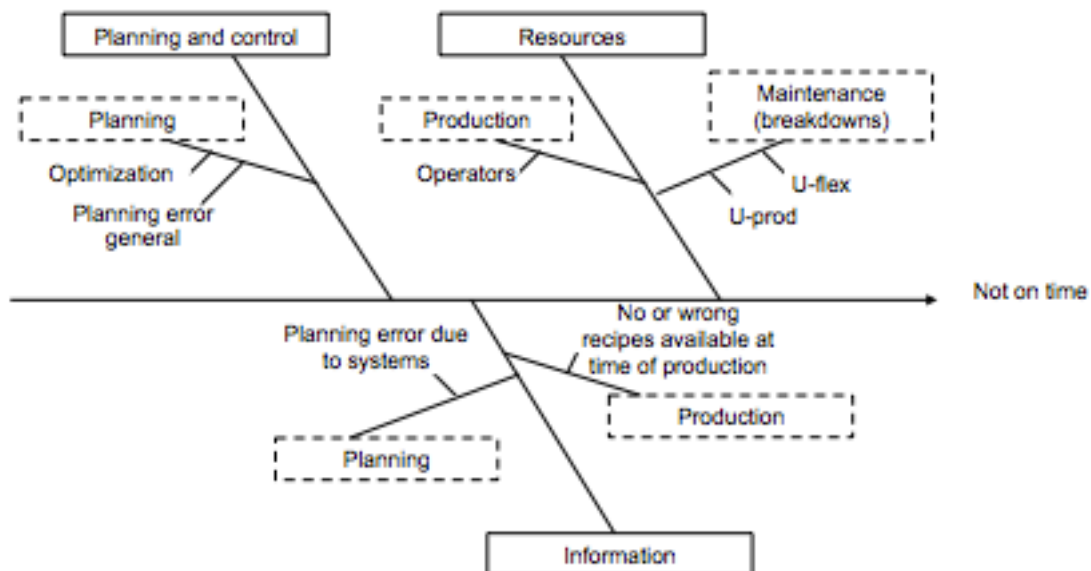 Planning and control
Resources
Planning
Production
Maintenance
(breakdowns)
Optimization
Operators
U-flex
Planning error
general
U-prod
Not on time
Planning error due
to systems
No or wrong
recipes available at
time of production
Production
Planning
Information